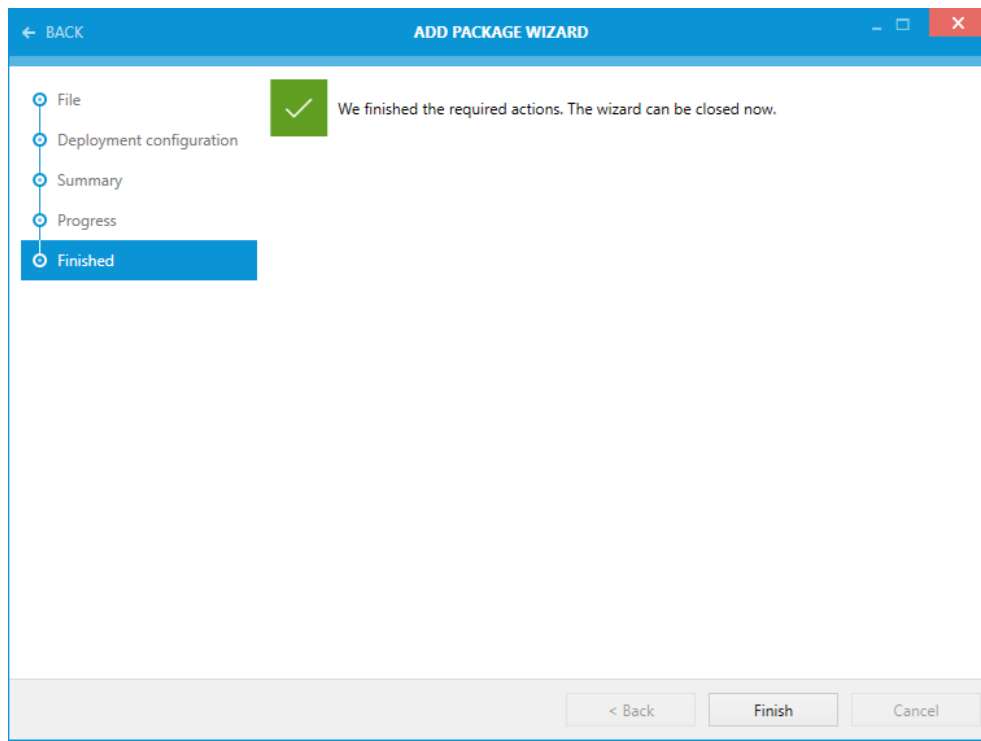 ← BACK
ADD PACKAGE WIZARD
File
Deployment configuration
Summary
Progress
Finished
We finished the required actions. The wizard can be closed now.
< Back
Finish
Cancel